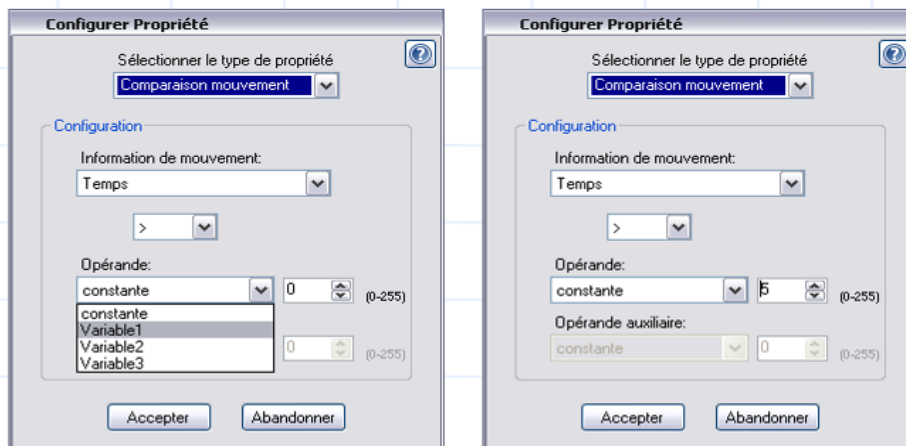 Configurer Propriété
Sélectionner le type de propriété
Comparaison mouvement
Configuration
Information de mouvement:
Temps
>
Opérande:
constante 0 (0-255)
constante
Variable1
Variable2 0 (0-255)
Variable3
Accepter Abandonner
Configurer Propriété
Sélectionner le type de propriété
Comparaison mouvement
Configuration
Information de mouvement:
Temps
>
Opérande:
constante 5 (0-255)
Opérande auxiliaire:
constante 0 (0-255)
Accepter Abandonner